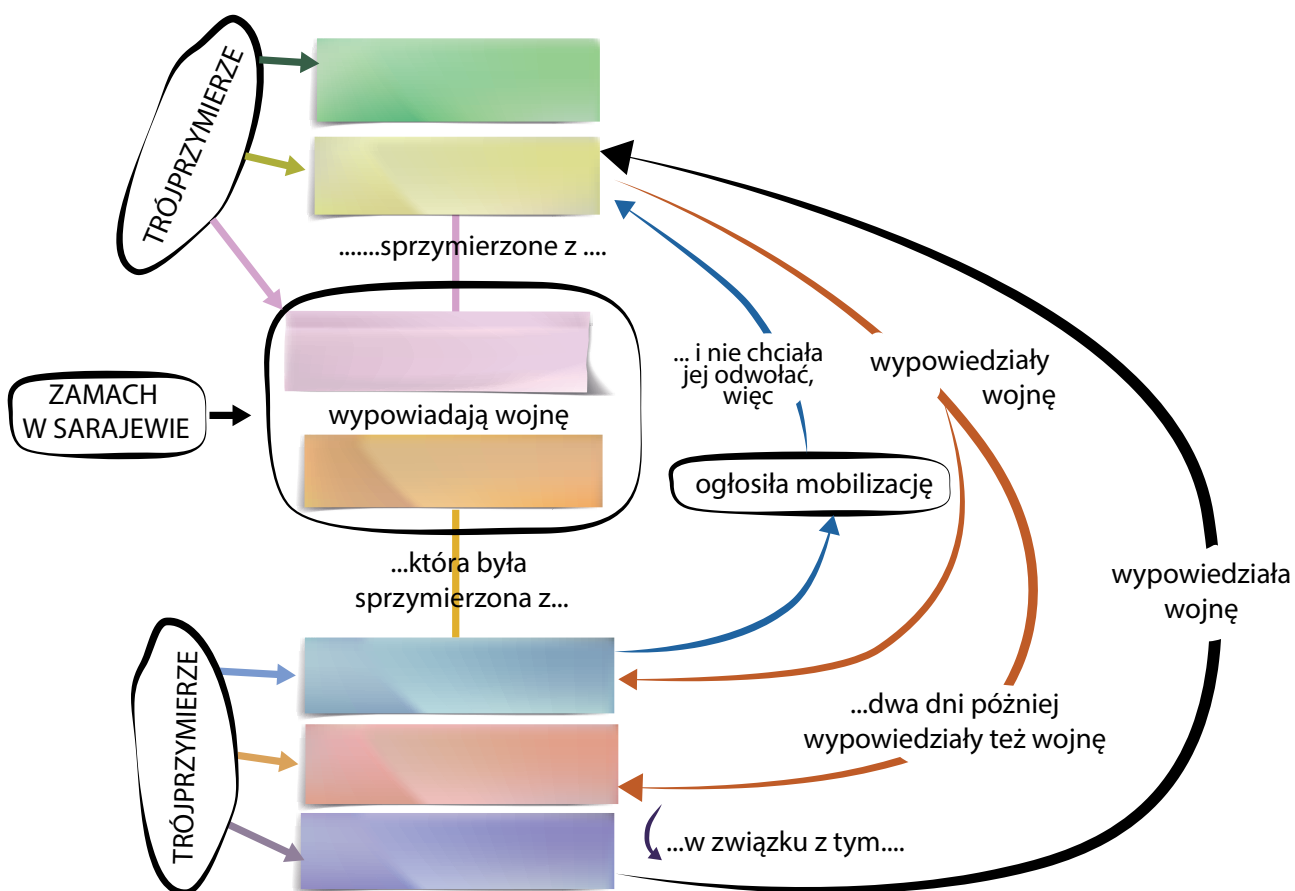 TRÓJPRZYMIERZE
.......sprzymierzone z ....
ZAMACH
W SARAJEWIE
wypowiadają wojnę
... i nie chciała
jej odwołać,
więc
wypowiedziały
wojnę
ogłosiła mobilizację
...która była
sprzymierzona z...
wypowiedziała
wojnę
TRÓJPRZYMIERZE
...dwa dni później
wypowiedziały też wojnę
...w związku z tym....